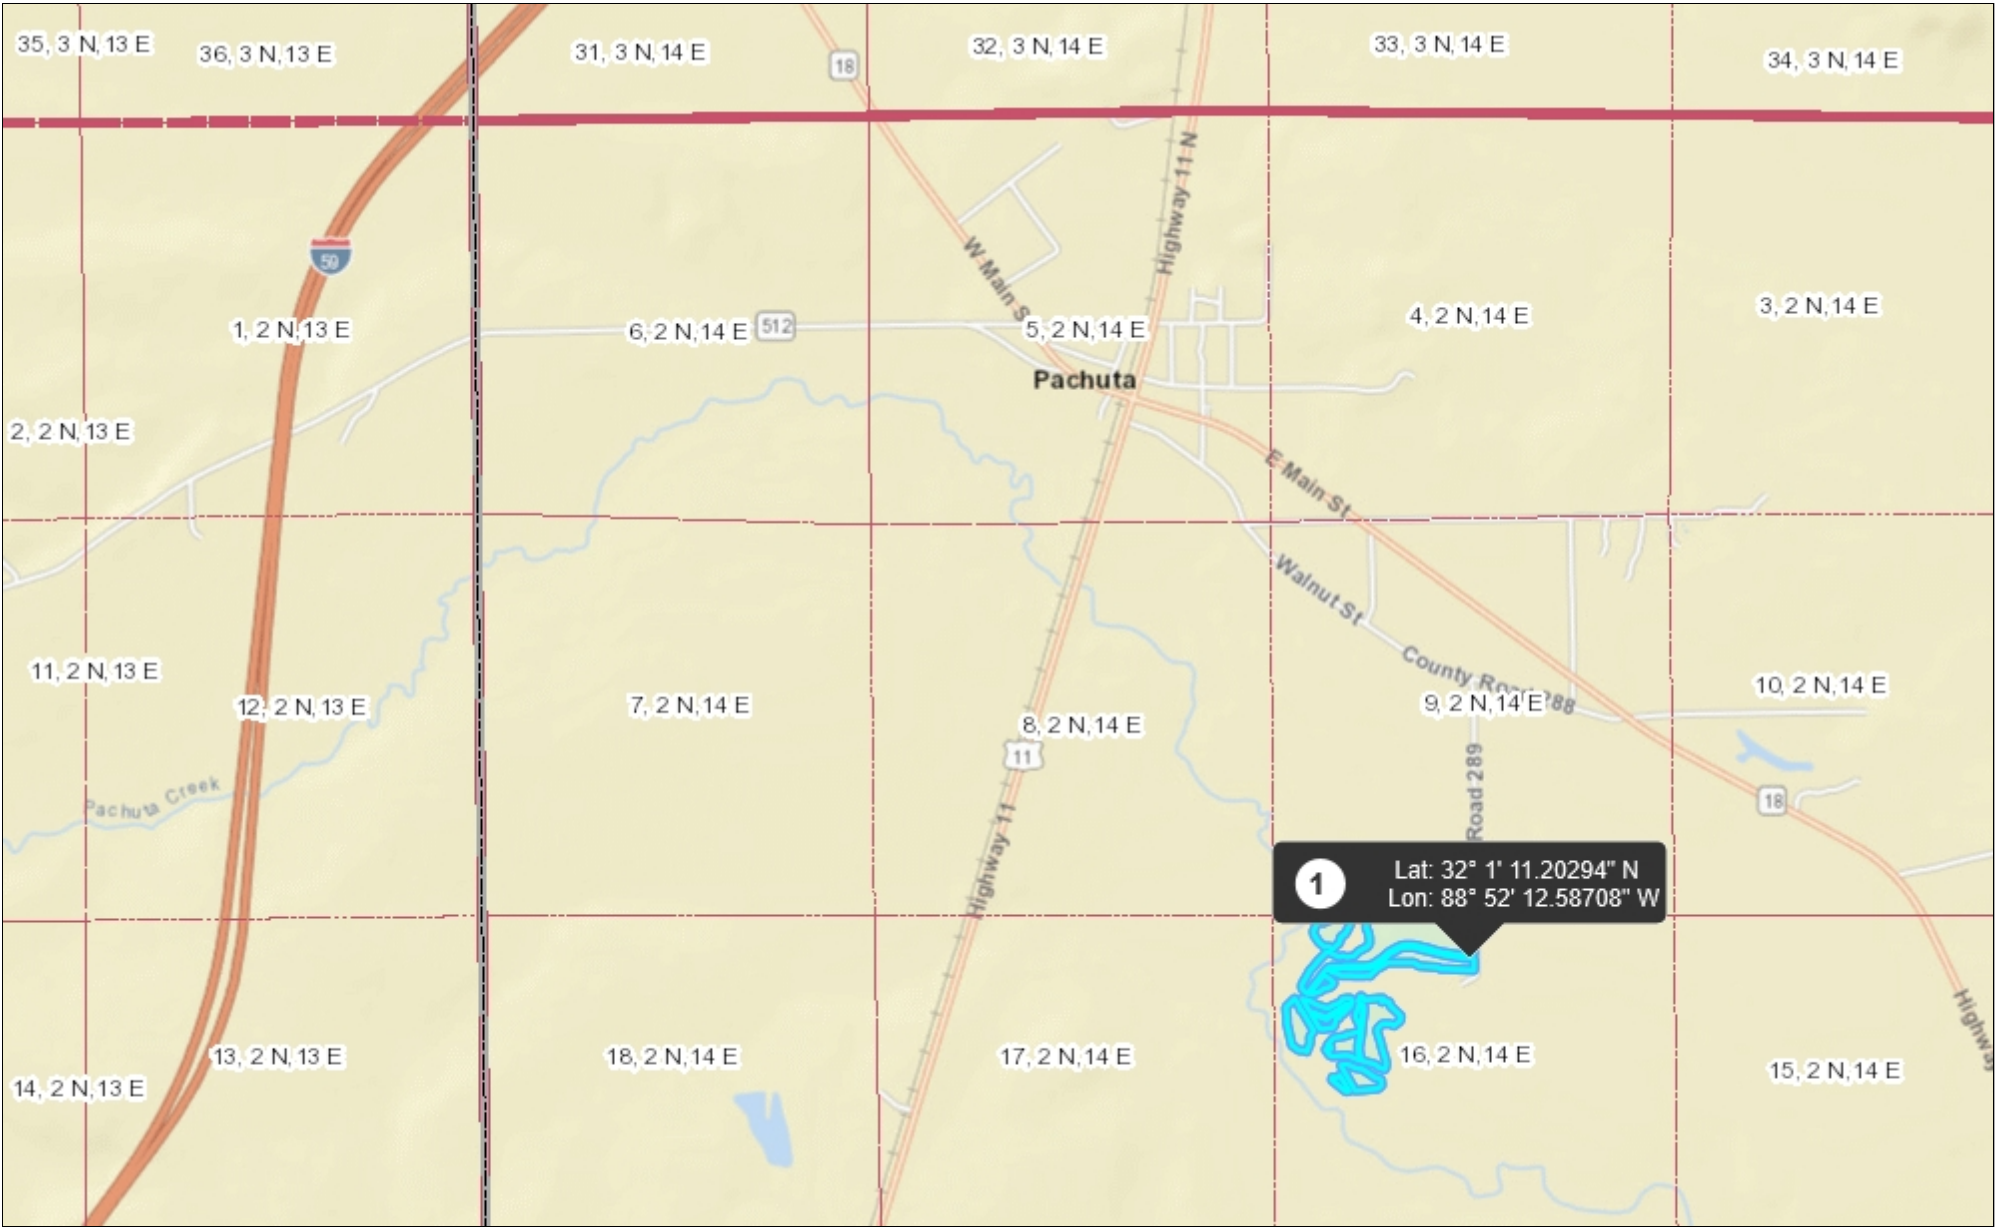 35, 3 N,13 E
36, 3 N,13 E
31, 3 N,14 E
18
32, 3 N,14 E
33, 3 N,14 E
34, 3 N,14 E
Highway 11 N
59
W Main S
1, 2 N,13 E
6, 2 N,14 E
512
5, 2 N,14 E
4, 2 N,14 E
3, 2 N,14 E
Pachuta
2, 2 N,13 E
E Main St
Walnut St
11, 2 N,13 E
12, 2 N,13 E
7, 2 N,14 E
8, 2 N,14 E
County Road 288
9, 2 N,14 E
10, 2 N,14 E
11
Road 289
Pachuta Creek
18
Highway 11
1
Lat: 32° 1' 11.20294" N
Lon: 88° 52' 12.58708" W
Highway
14, 2 N,13 E
13, 2 N,13 E
18, 2 N,14 E
17, 2 N,14 E
16, 2 N,14 E
15, 2 N,14 E